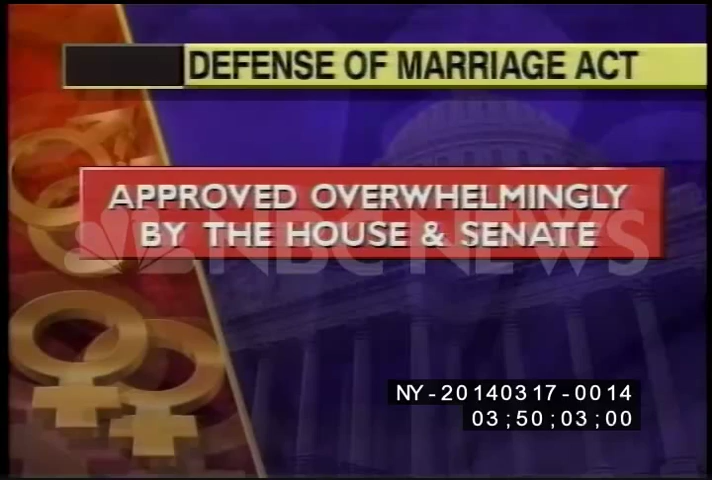 DEFENSE OF MARRIAGE ACT
APPROVED OVERWHELMINGLY
BY THE HOUSE & SENATE
NBC NEWS
NY-20140317-0014
03;50;03;00